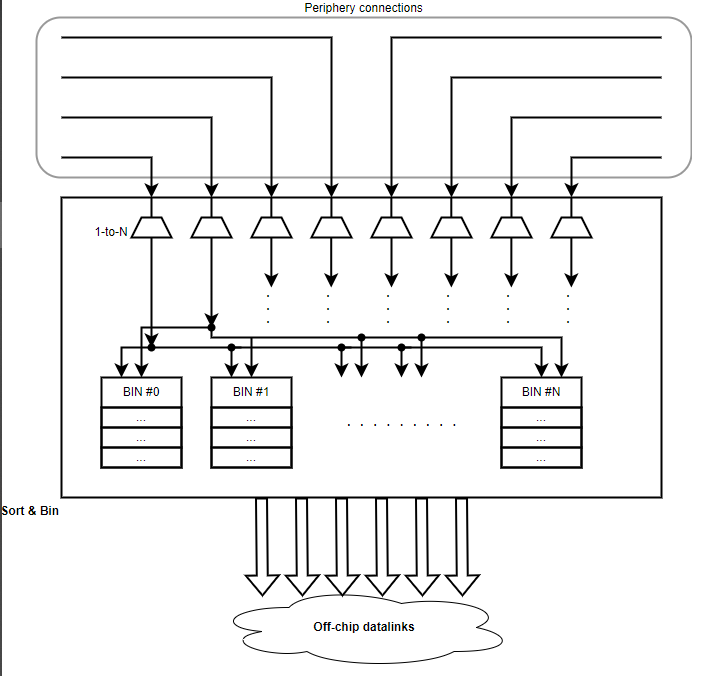 Periphery connections
1-to-N
BIN #0 BIN #1 BIN #N
... ... ...
... ... ...
... ... ...
. . . . . . . . .
Sort & Bin
Off-chip datalinks